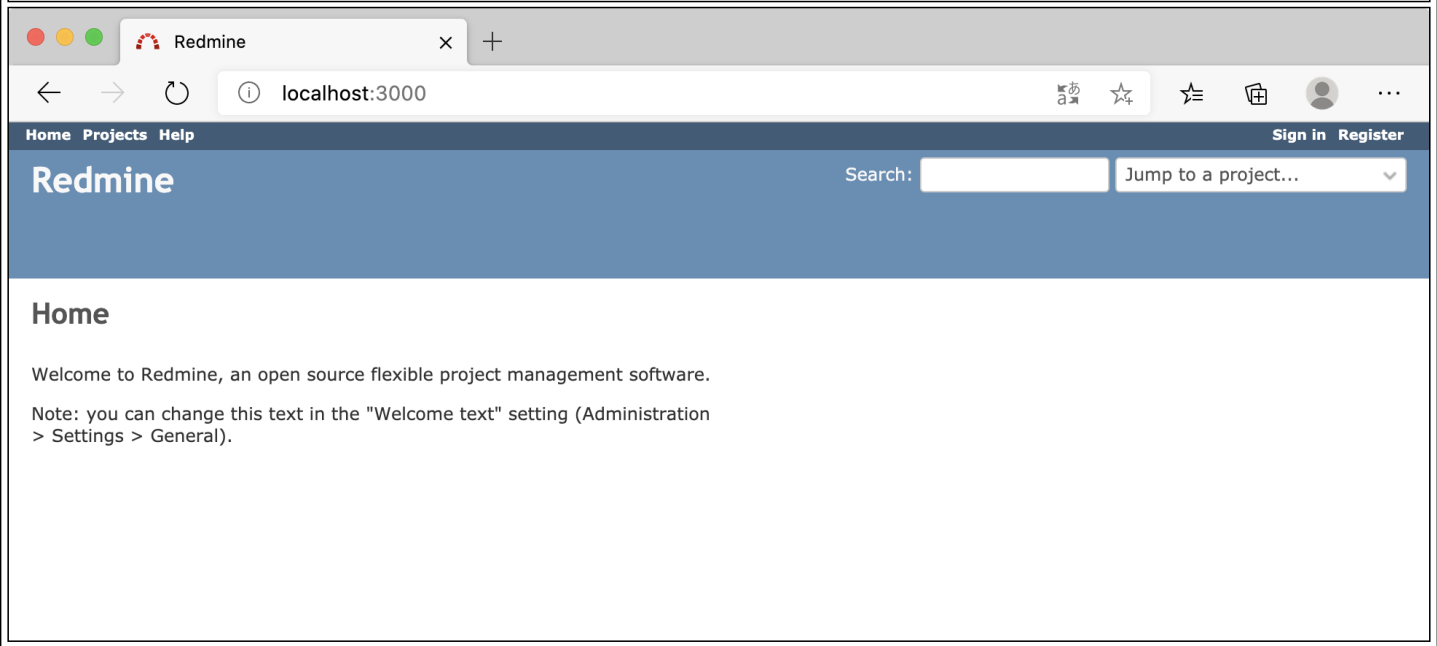 Redmine
localhost:3000
aあ
Home Projects Help
Sign in Register
Redmine
Search:
Jump to a project...
Home
Welcome to Redmine, an open source flexible project management software.
Note: you can change this text in the "Welcome text" setting (Administration
> Settings > General).